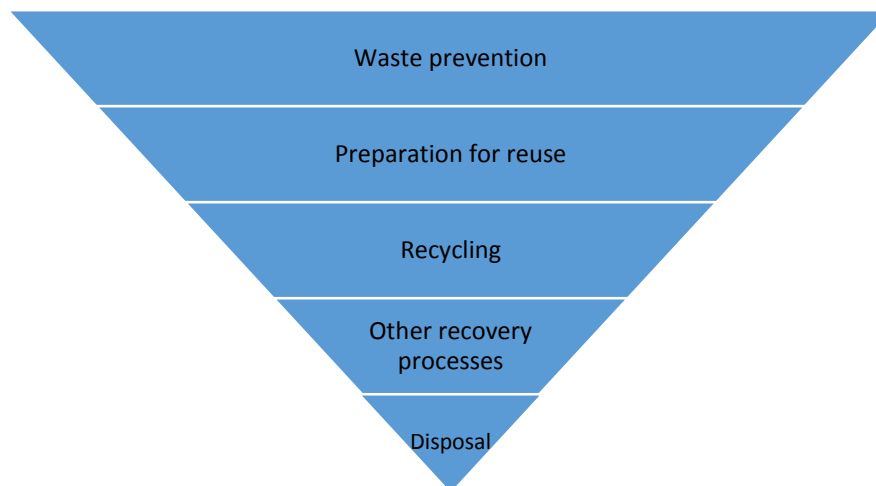 Waste prevention
Preparation for reuse
Recycling
Other recovery
processes
Disposal